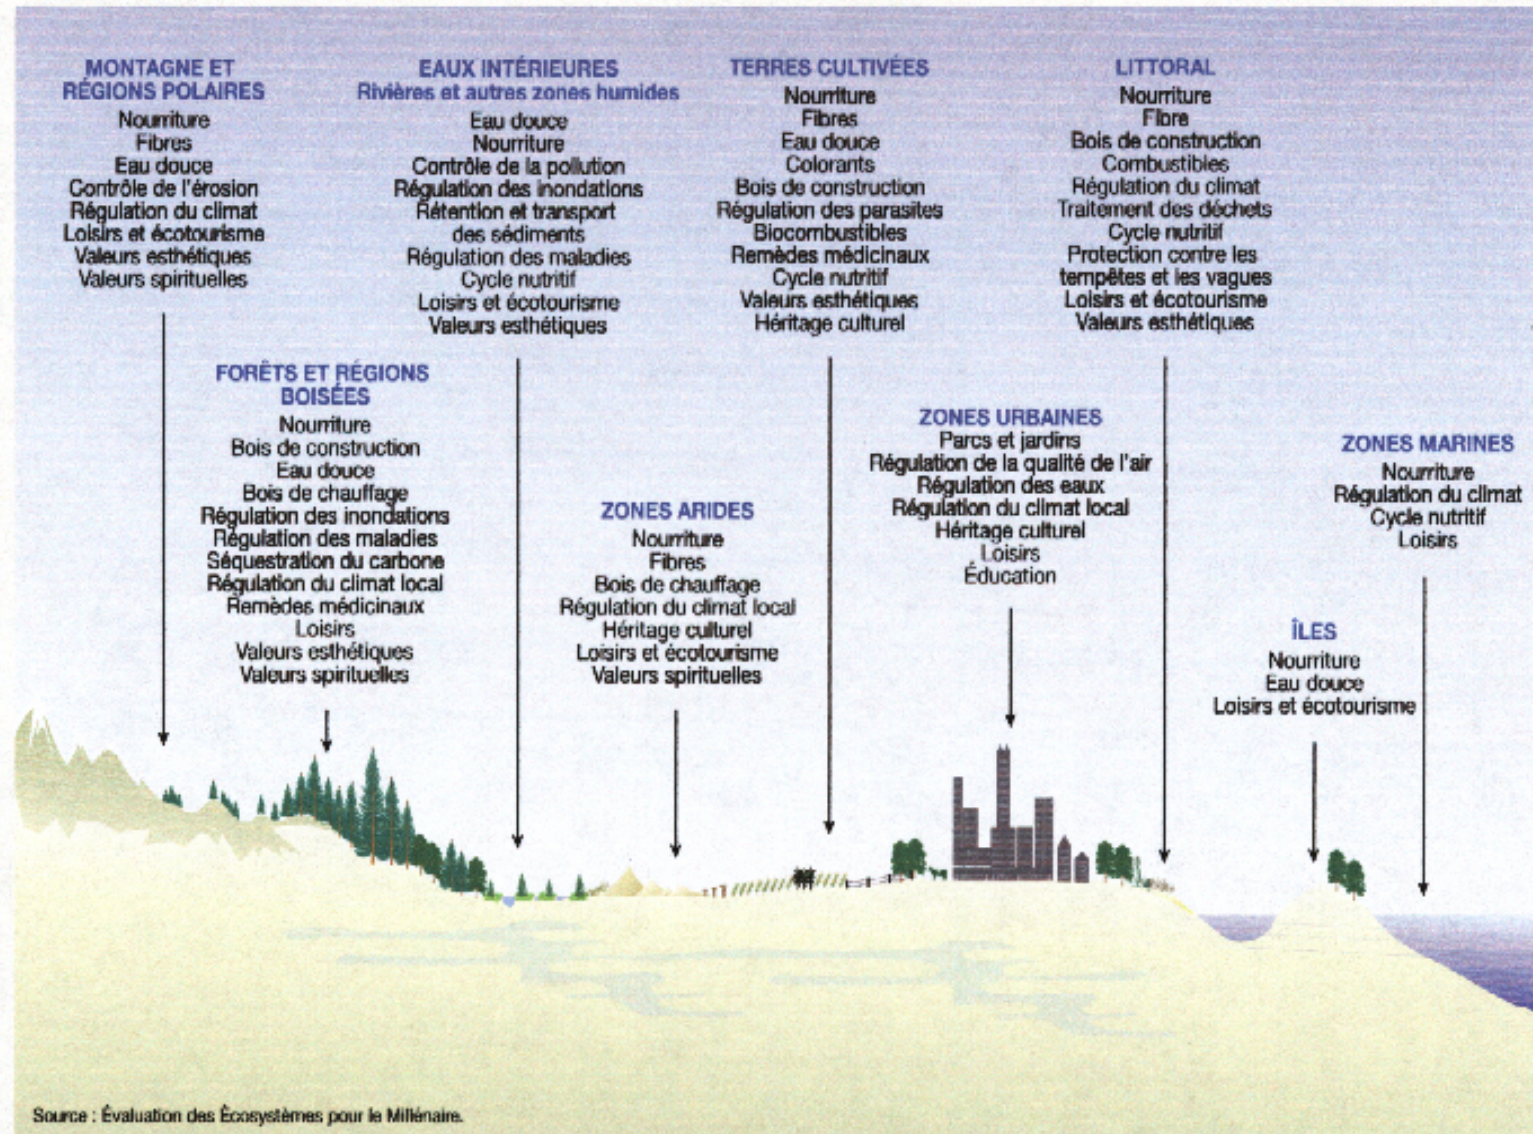 MONTAGNE ET
RÉGIONS POLAIRES
Nourriture
Fibres
Eau douce
Contrôle de l'érosion
Régulation du climat
Loisirs et écotourisme
Valeurs esthétiques
Valeurs spirituelles
EAUX INTÉRIEURES
Rivières et autres zones humides
Eau douce
Nourriture
Contrôle de la pollution
Régulation des inondations
Rétention et transport
des sédiments
Régulation des maladies
Cycle nutritif
Loisirs et écotourisme
Valeurs esthétiques
TERRES CULTIVÉES
Nourriture
Fibres
Eau douce
Colorants
Bois de construction
Régulation des parasites
Biocombustibles
Remèdes médicinaux
Cycle nutritif
Valeurs esthétiques
Héritage culturel
LITTORAL
Nourriture
Fibre
Bois de construction
Combustibles
Régulation du climat
Traitement des déchets
Cycle nutritif
Protection contre les
tempêtes et les vagues
Loisirs et écotourisme
Valeurs esthétiques
FORÊTS ET RÉGIONS
BOISÉES
Nourriture
Bois de construction
Eau douce
Bois de chauffage
Régulation des inondations
Régulation des maladies
Séquestration du carbone
Régulation du climat local
Remèdes médicinaux
Loisirs
Valeurs esthétiques
Valeurs spirituelles
ZONES ARIDES
Nourriture
Fibres
Bois de chauffage
Régulation du climat local
Héritage culturel
Loisirs et écotourisme
Valeurs spirituelles
ZONES URBAINES
Parcs et jardins
Régulation de la qualité de l'air
Régulation des eaux
Régulation du climat local
Héritage culturel
Loisirs
Éducation
ZONES MARINES
Nourriture
Régulation du climat
Cycle nutritif
Loisirs
ÎLES
Nourriture
Eau douce
Loisirs et écotourisme
Source : Évaluation des Écosystèmes pour le Millénaire.